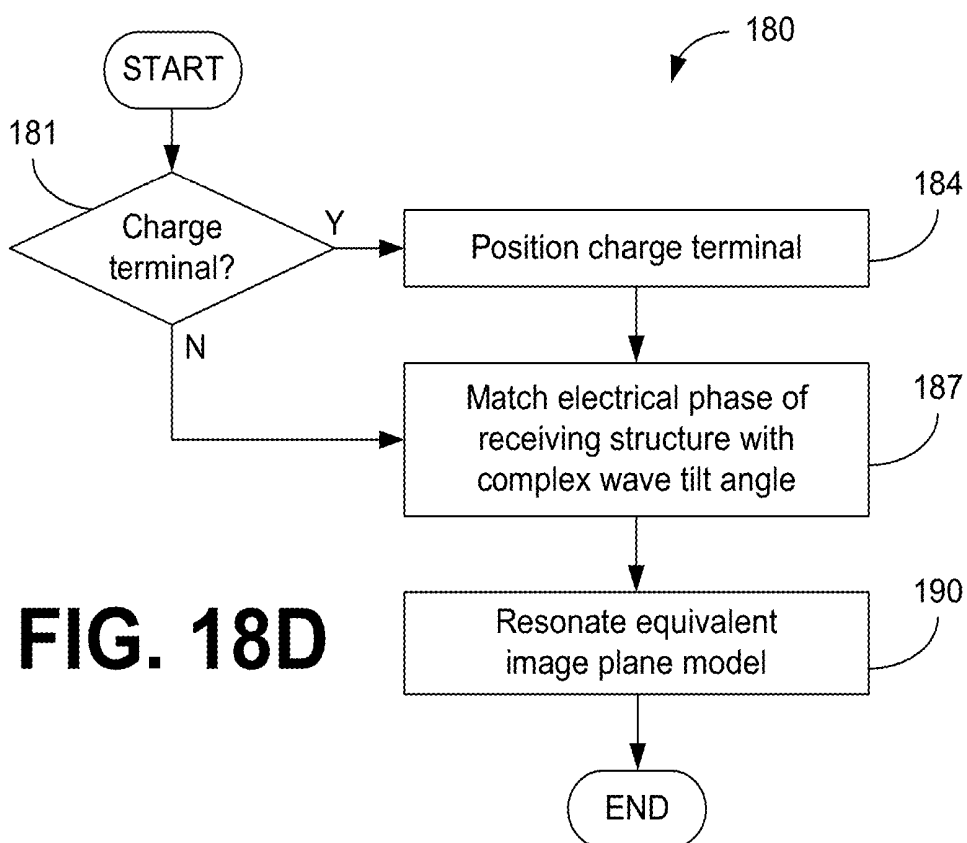 180
START
181
Charge
terminal?
Y
N
184
Position charge terminal
187
Match electrical phase of
receiving structure with
complex wave tilt angle
190
Resonate equivalent
image plane model
FIG. 18D
END